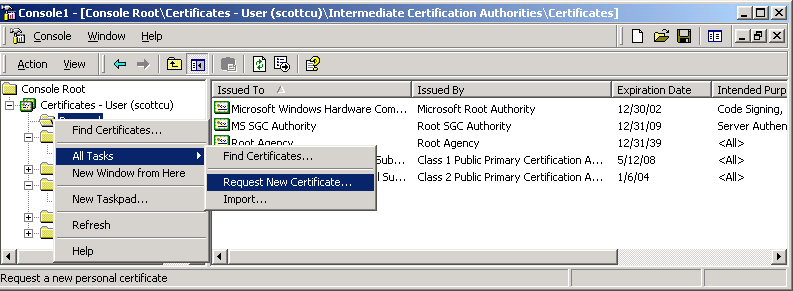 Console1 - [Console Root\Certificates - User (scottcu)\Intermediate Certification Authorities\Certificates]
Console Window Help
Action View
Console Root
Certificates - User (scottcu)
Issued To Issued By Expiration Date Intended Purp
Microsoft Windows Hardware Com... Microsoft Root Authority 12/30/02 Code Signing,
MS SGC Authority Root SGC Authority 12/31/09 Server Authen
Root Agency Root Agency 12/31/39 <All>
Su... Class 1 Public Primary Certification A... 5/12/08 <All>
l Su... Class 2 Public Primary Certification A... 1/6/04 <All>
Find Certificates...
All Tasks
New Window from Here
New Taskpad...
Refresh
Help
Find Certificates...
Request New Certificate...
Import...
Request a new personal certificate